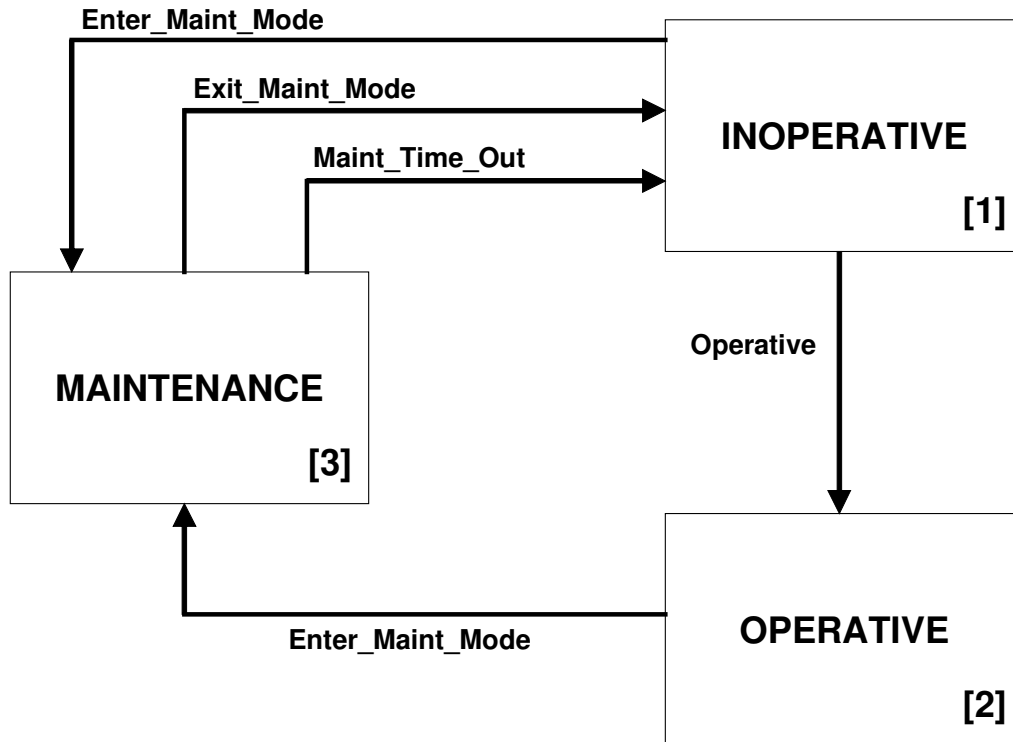 Enter_Maint_Mode
Exit_Maint_Mode
Maint_Time_Out
INOPERATIVE
[1]
Operative
MAINTENANCE
[3]
Enter_Maint_Mode
OPERATIVE
[2]